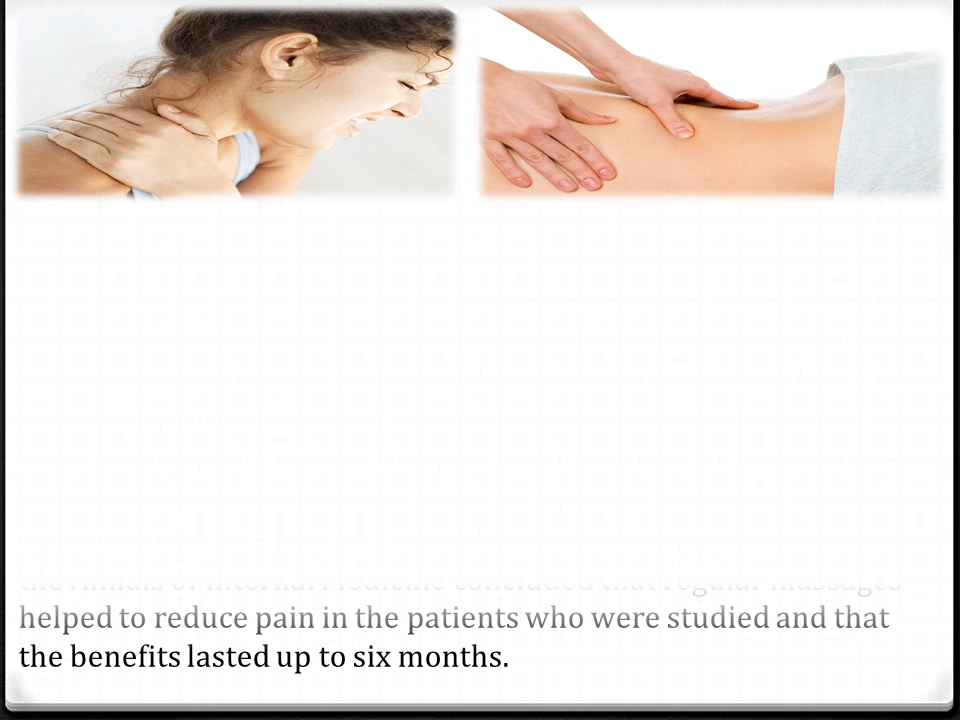 the Annals of Internal Medicine concluded that regular massages
helped to reduce pain in the patients who were studied and that
the benefits lasted up to six months.